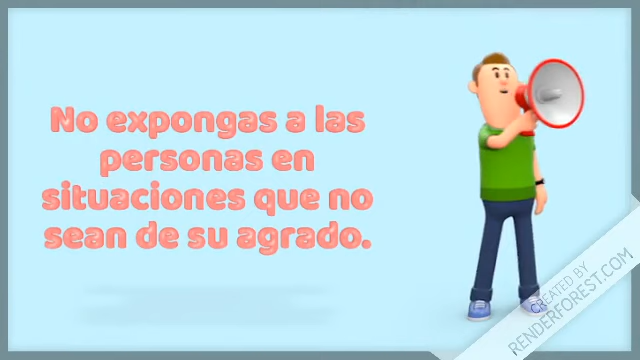 No expongas a las
personas en
situaciones que no
sean de su agrado.
CREATED BY
RENDERFOREST.COM